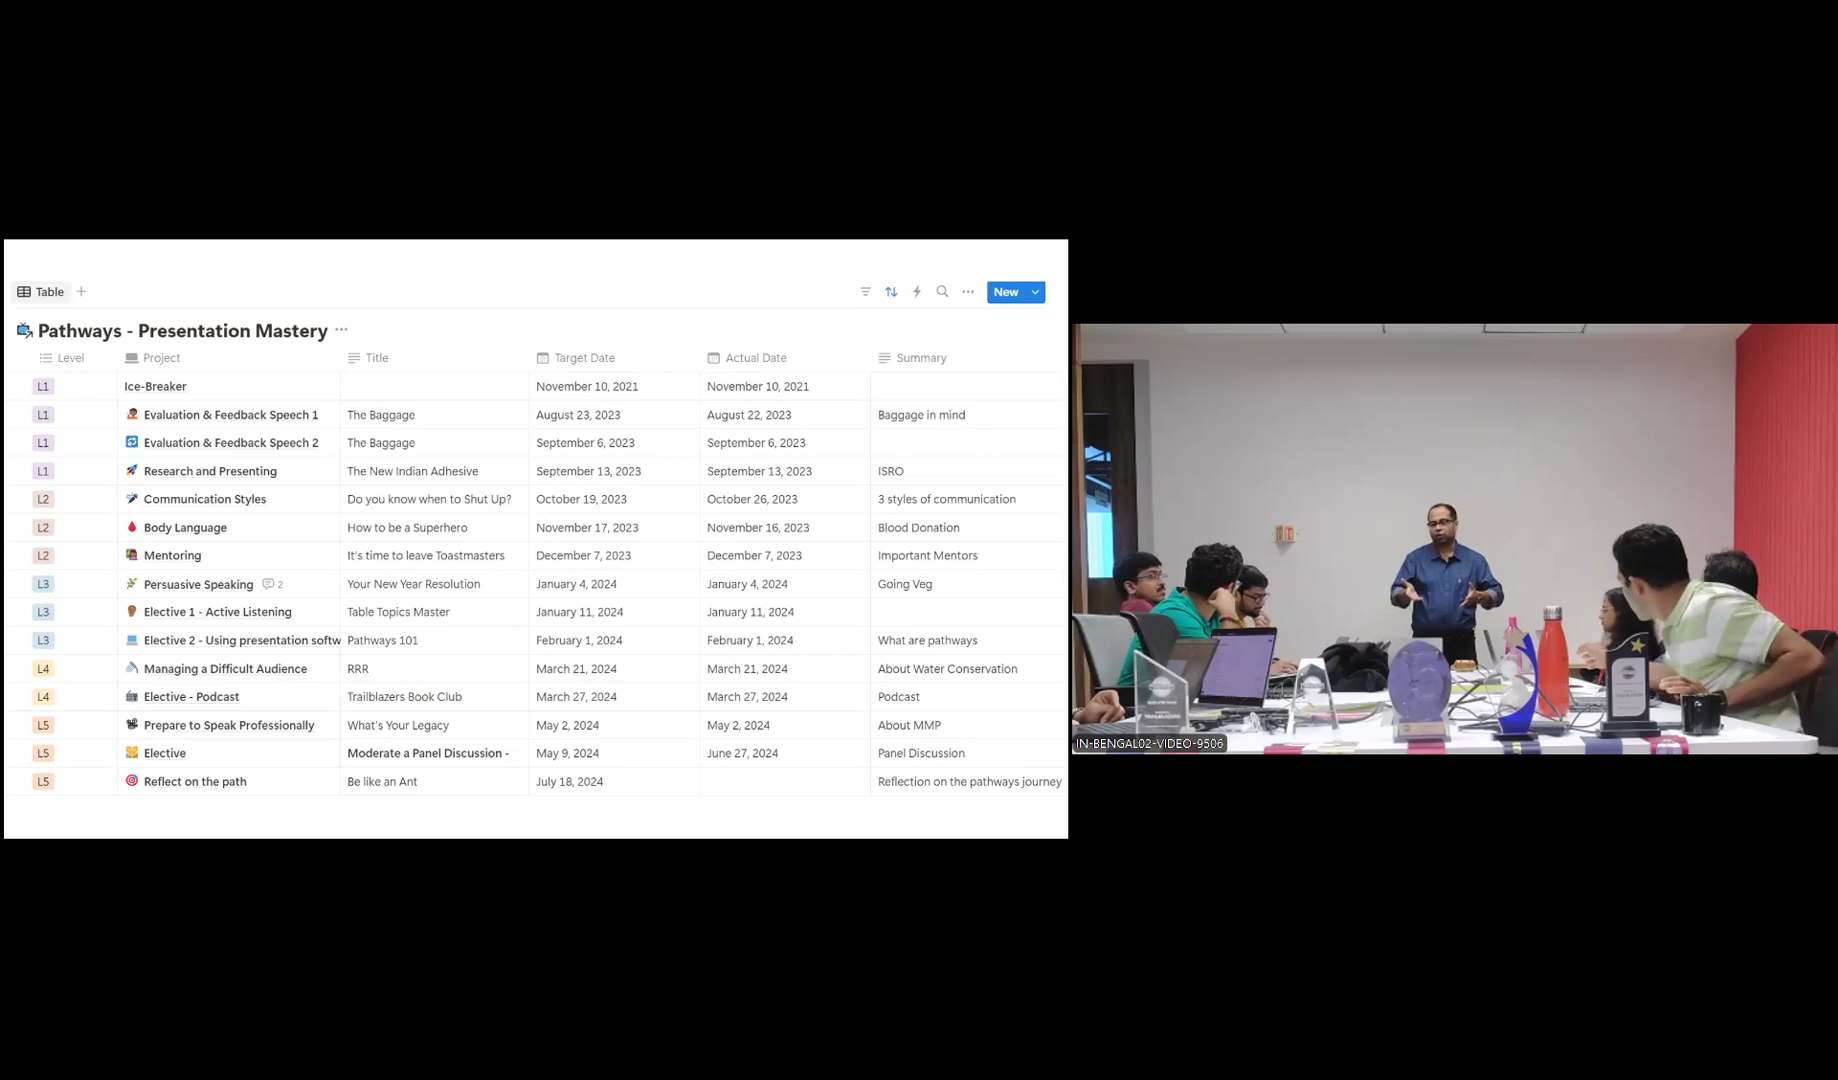 Table
New
Pathways - Presentation Mastery
Level Project Title Target Date Actual Date Summary
L1 Ice-Breaker November 10, 2021 November 10, 2021
L1 Evaluation & Feedback Speech 1 The Baggage August 23, 2023 August 22, 2023 Baggage in mind
L1 Evaluation & Feedback Speech 2 The Baggage September 6, 2023 September 6, 2023
L1 Research and Presenting The New Indian Adhesive September 13, 2023 September 13, 2023 ISRO
L2 Communication Styles Do you know when to Shut Up? October 19, 2023 October 26, 2023 3 styles of communication
L2 Body Language How to be a Superhero November 17, 2023 November 16, 2023 Blood Donation
L2 Mentoring It's time to leave Toastmasters December 7, 2023 December 7, 2023 Important Mentors
L3 Persuasive Speaking 2 Your New Year Resolution January 4, 2024 January 4, 2024 Going Veg
L3 Elective 1 - Active Listening Table Topics Master January 11, 2024 January 11, 2024
L3 Elective 2 - Using presentation softw Pathways 101 February 1, 2024 February 1, 2024 What are pathways
L4 Managing a Difficult Audience RRR March 21, 2024 March 21, 2024 About Water Conservation
L4 Elective - Podcast Trailblazers Book Club March 27, 2024 March 27, 2024 Podcast
L5 Prepare to Speak Professionally What's Your Legacy May 2, 2024 May 2, 2024 About MMP
L5 Elective Moderate a Panel Discussion - May 9, 2024 June 27, 2024 Panel Discussion
L5 Reflect on the path Be like an Ant July 18, 2024 Reflection on the pathways journey
IN-BENGAL02-VIDEO-9506